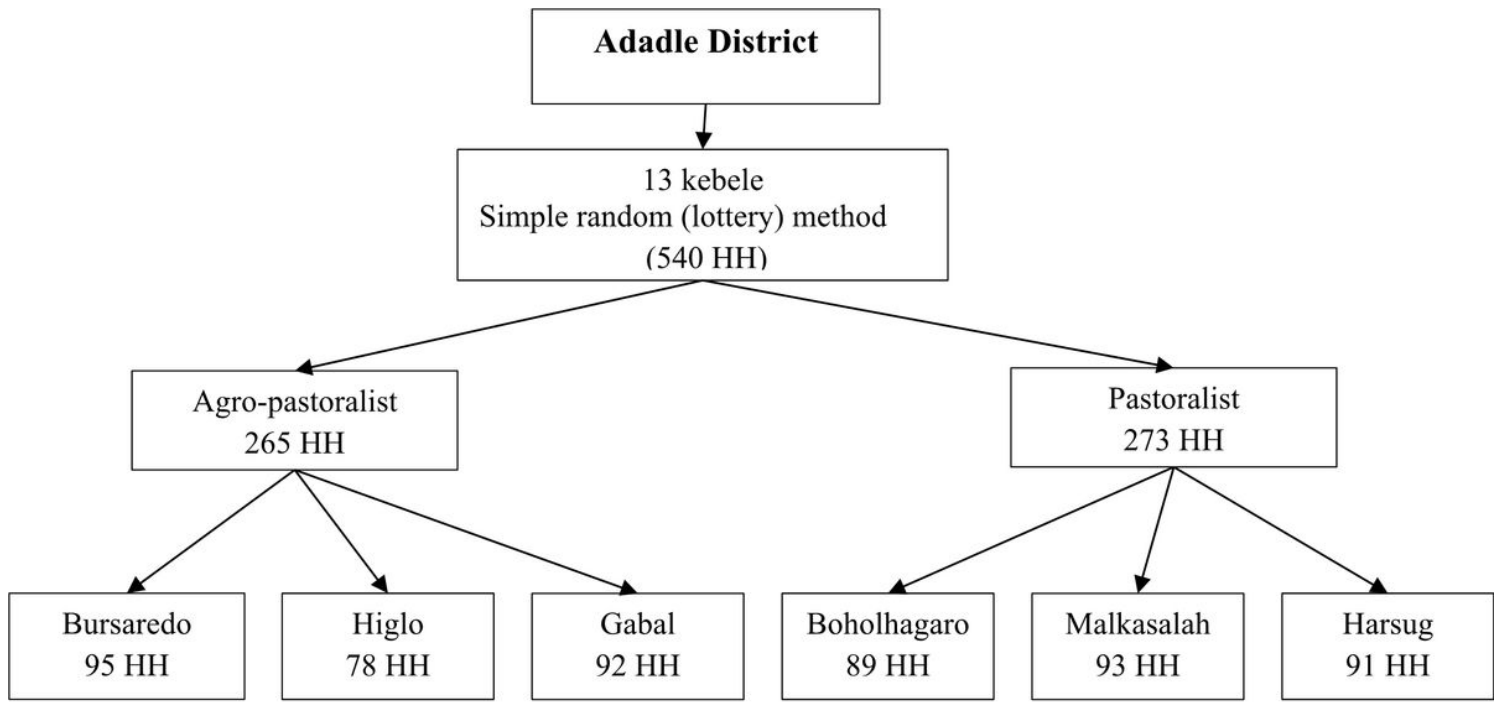 Adadle District
13 kebele
Simple random (lottery) method
(540 HH)
Agro-pastoralist
265 HH
Pastoralist
273 HH
Bursaredo
95 HH
Higlo
78 HH
Gabal
92 HH
Boholhagaro
89 HH
Malkasalah
93 HH
Harsug
91 HH